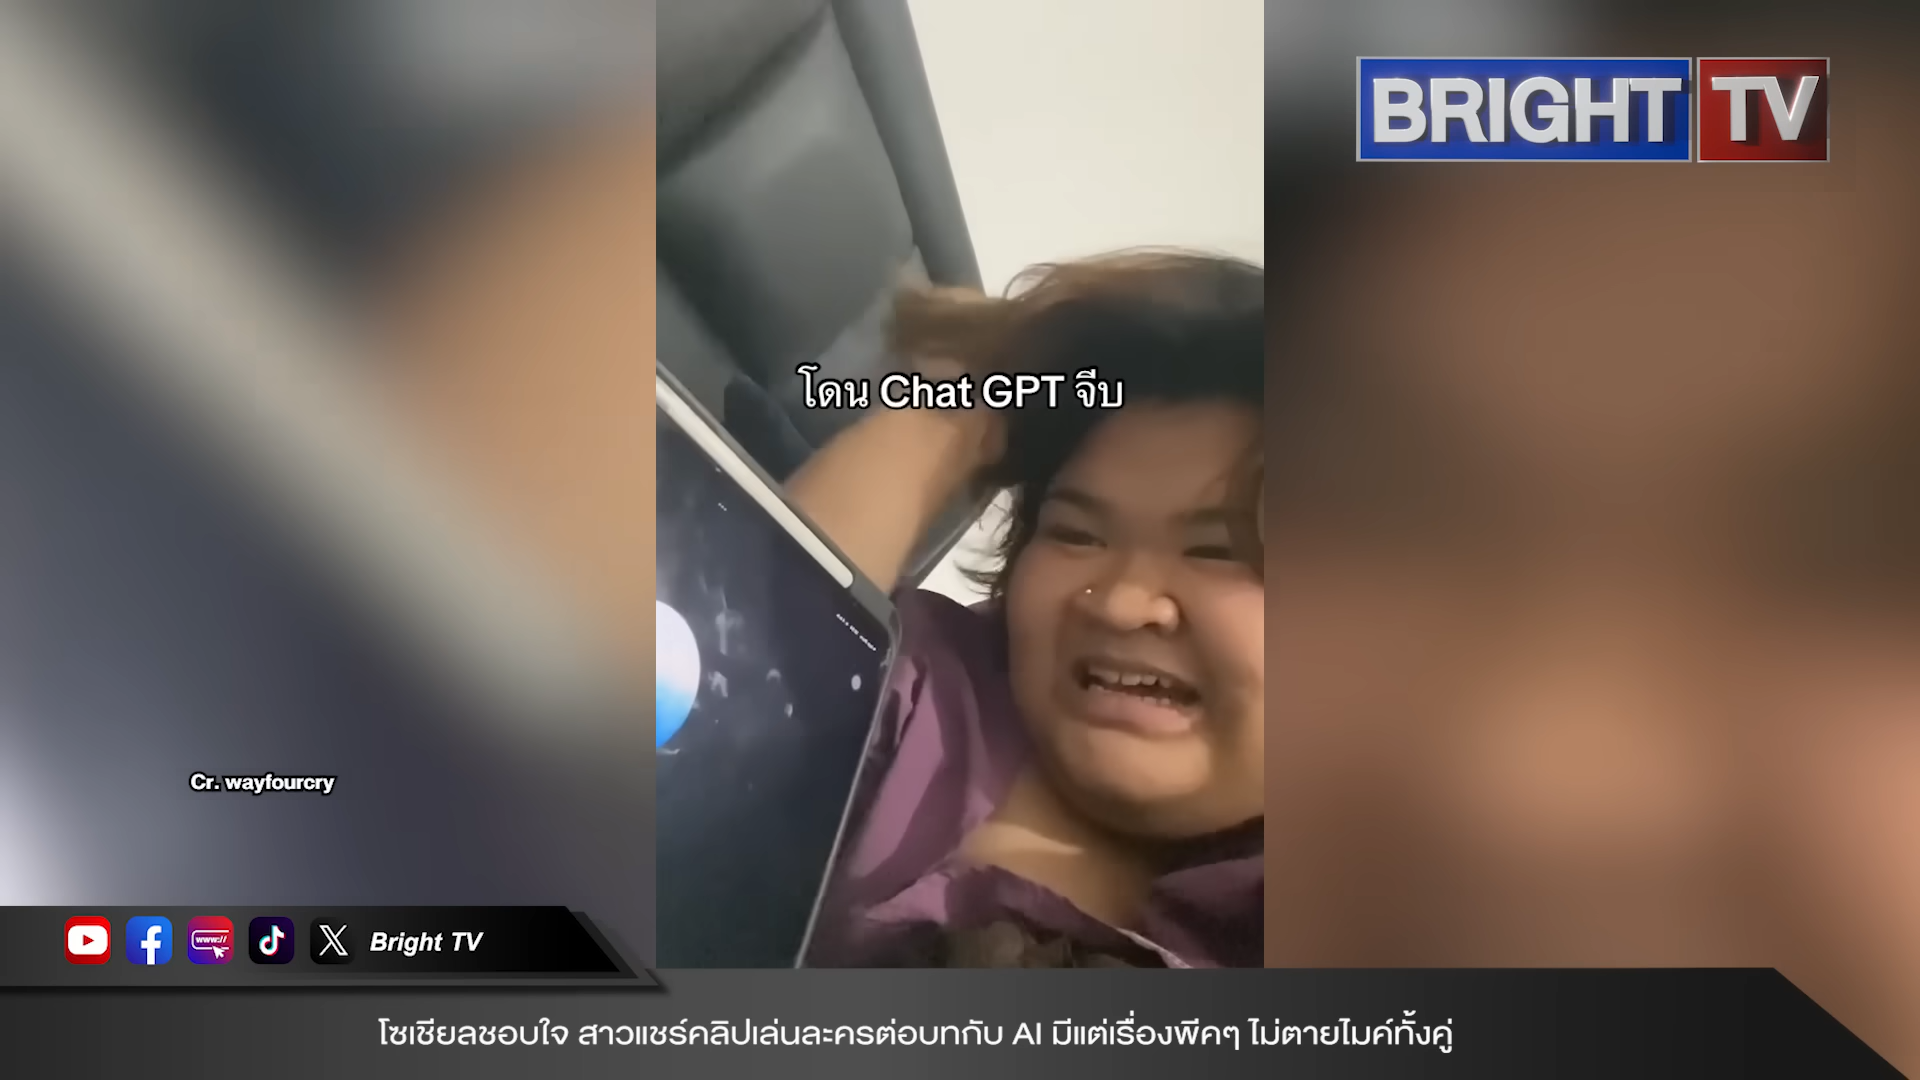 BRIGHT TV
โดน Chat GPT จีบ
Cr. wayfourcry
www://
Bright TV
โซเชียลชอบใจ สาวแชร์คลิปเล่นละครต่อบทกับ AI มีแต่เรื่องพีคๆ ไม่ตายไมค์ทั้งคู่